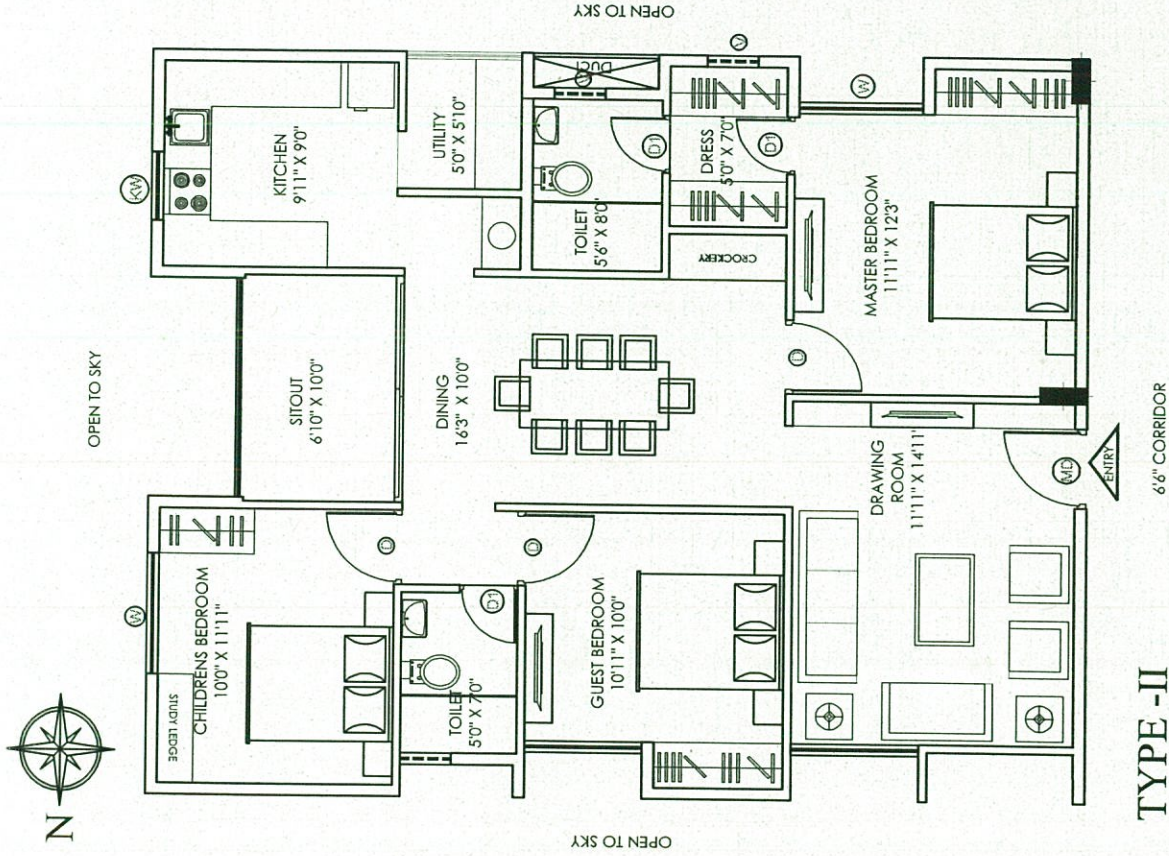 OPEN TO SKY
OPEN TO SKY
N
W
STUDY LEDGE
CHILDRENS BEDROOM
10'0" X 11'11"
SITOUT
6'10" X 10'0"
KW
KITCHEN
9'11" X 9'0"
UTILITY
5'0" X 5'10"
D
D1
TOILET
5'0" X 7'0"
D
DINING
16'3" X 10'0"
TOILET
5'6" X 8'0"
D1
DUCT
V
V
DRESS
5'0" X 7'0"
D1
CROCKERY
GUEST BEDROOM
10'11" X 10'0"
D
W
MASTER BEDROOM
11'11" X 12'3"
DRAWING
ROOM
11'11" X 14'11'
MD
ENTRY
OPEN TO SKY
6'6" CORRIDOR
TYPE -II